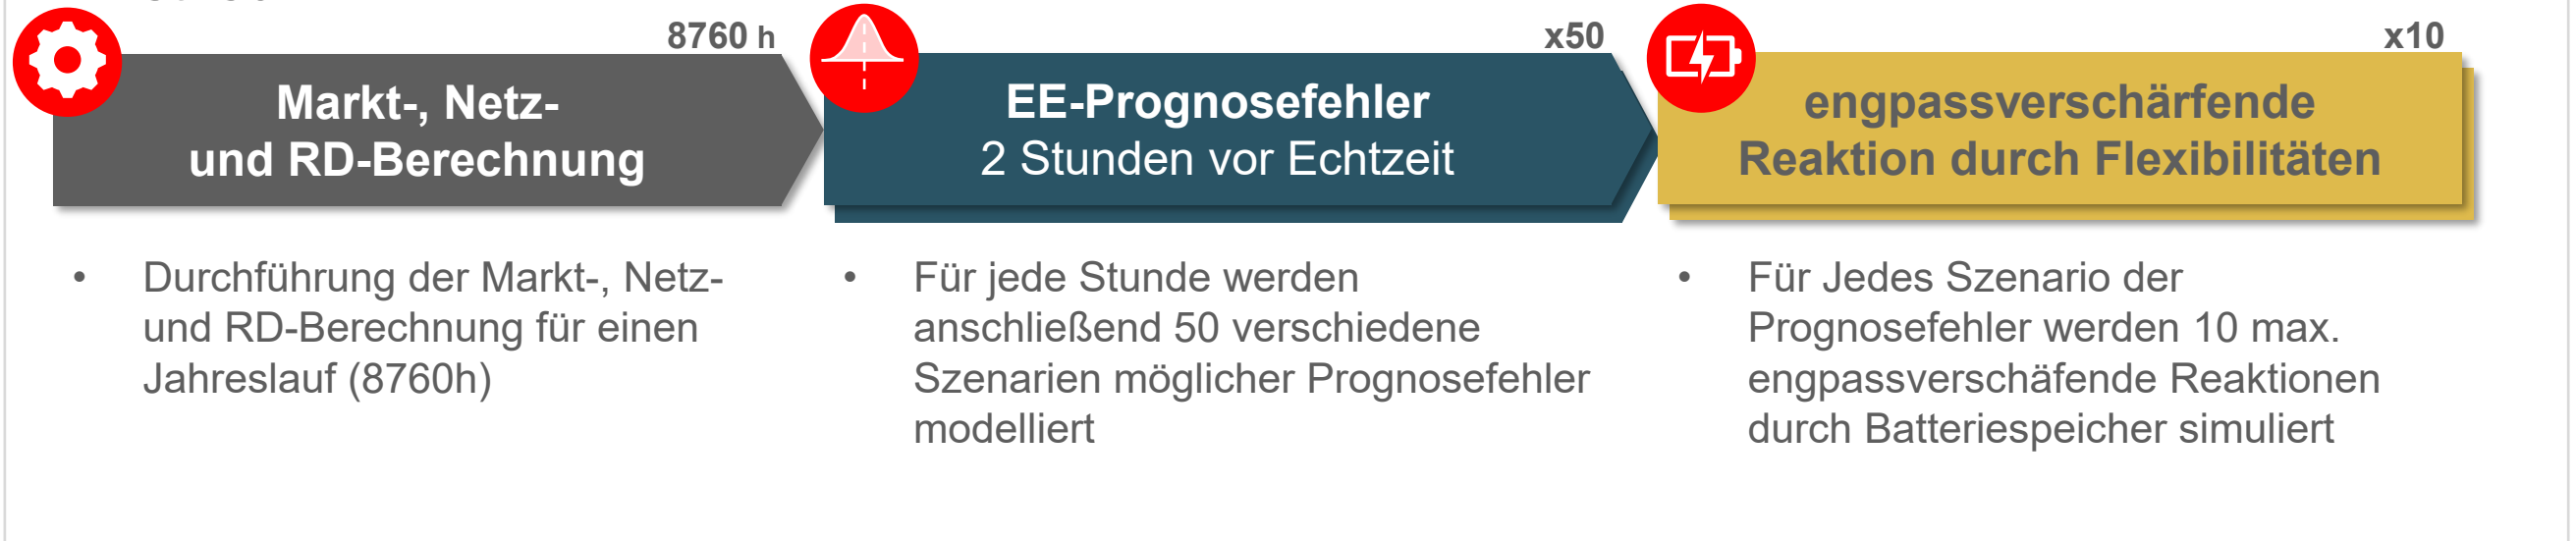 8760 h
Markt-, Netz-
und RD-Berechnung
x50
EE-Prognosefehler
2 Stunden vor Echtzeit
x10
engpassverschärfende
Reaktion durch Flexibilitäten
• Durchführung der Markt-, Netz-
und RD-Berechnung für einen
Jahreslauf (8760h)
• Für jede Stunde werden
anschließend 50 verschiedene
Szenarien möglicher Prognosefehler
modelliert
• Für Jedes Szenario der
Prognosefehler werden 10 max.
engpassverschäfende Reaktionen
durch Batteriespeicher simuliert